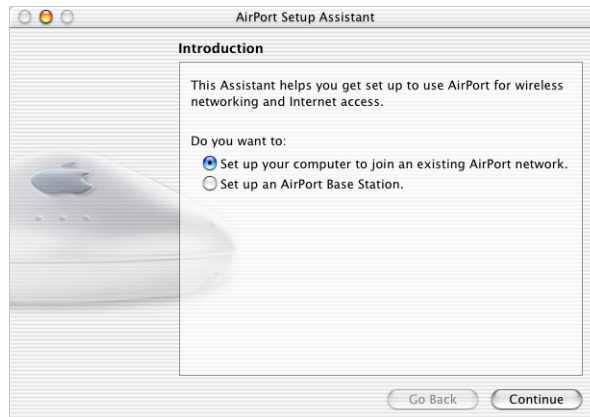 AirPort Setup Assistant
Introduction
This Assistant helps you get set up to use AirPort for wireless
networking and Internet access.
Do you want to:
Set up your computer to join an existing AirPort network.
Set up an AirPort Base Station.
Go Back
Continue